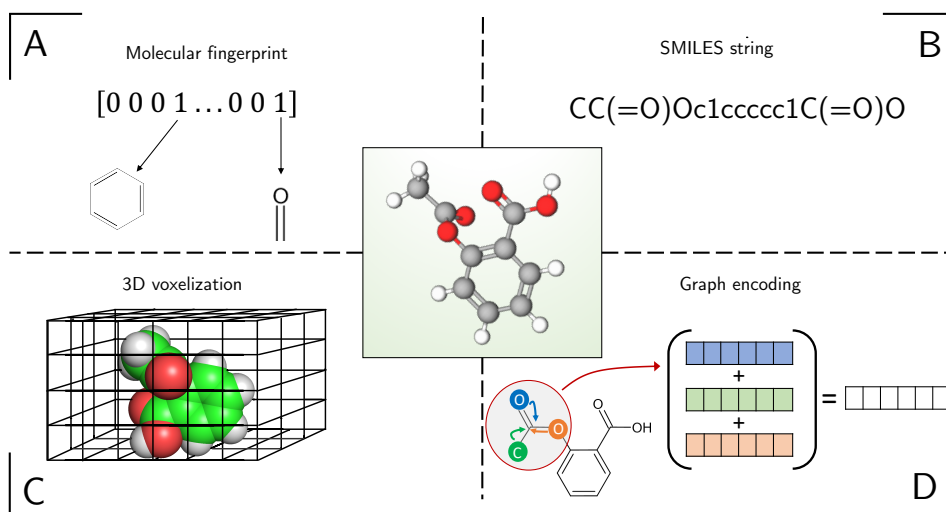 A
Molecular fingerprint
[0 0 0 1 … 0 0 1]
O
B
SMILES string
CC(=O)Oc1ccccc1C(=O)O
3D voxelization
C
Graph encoding
+
+
=
O
O
C
O
OH
D